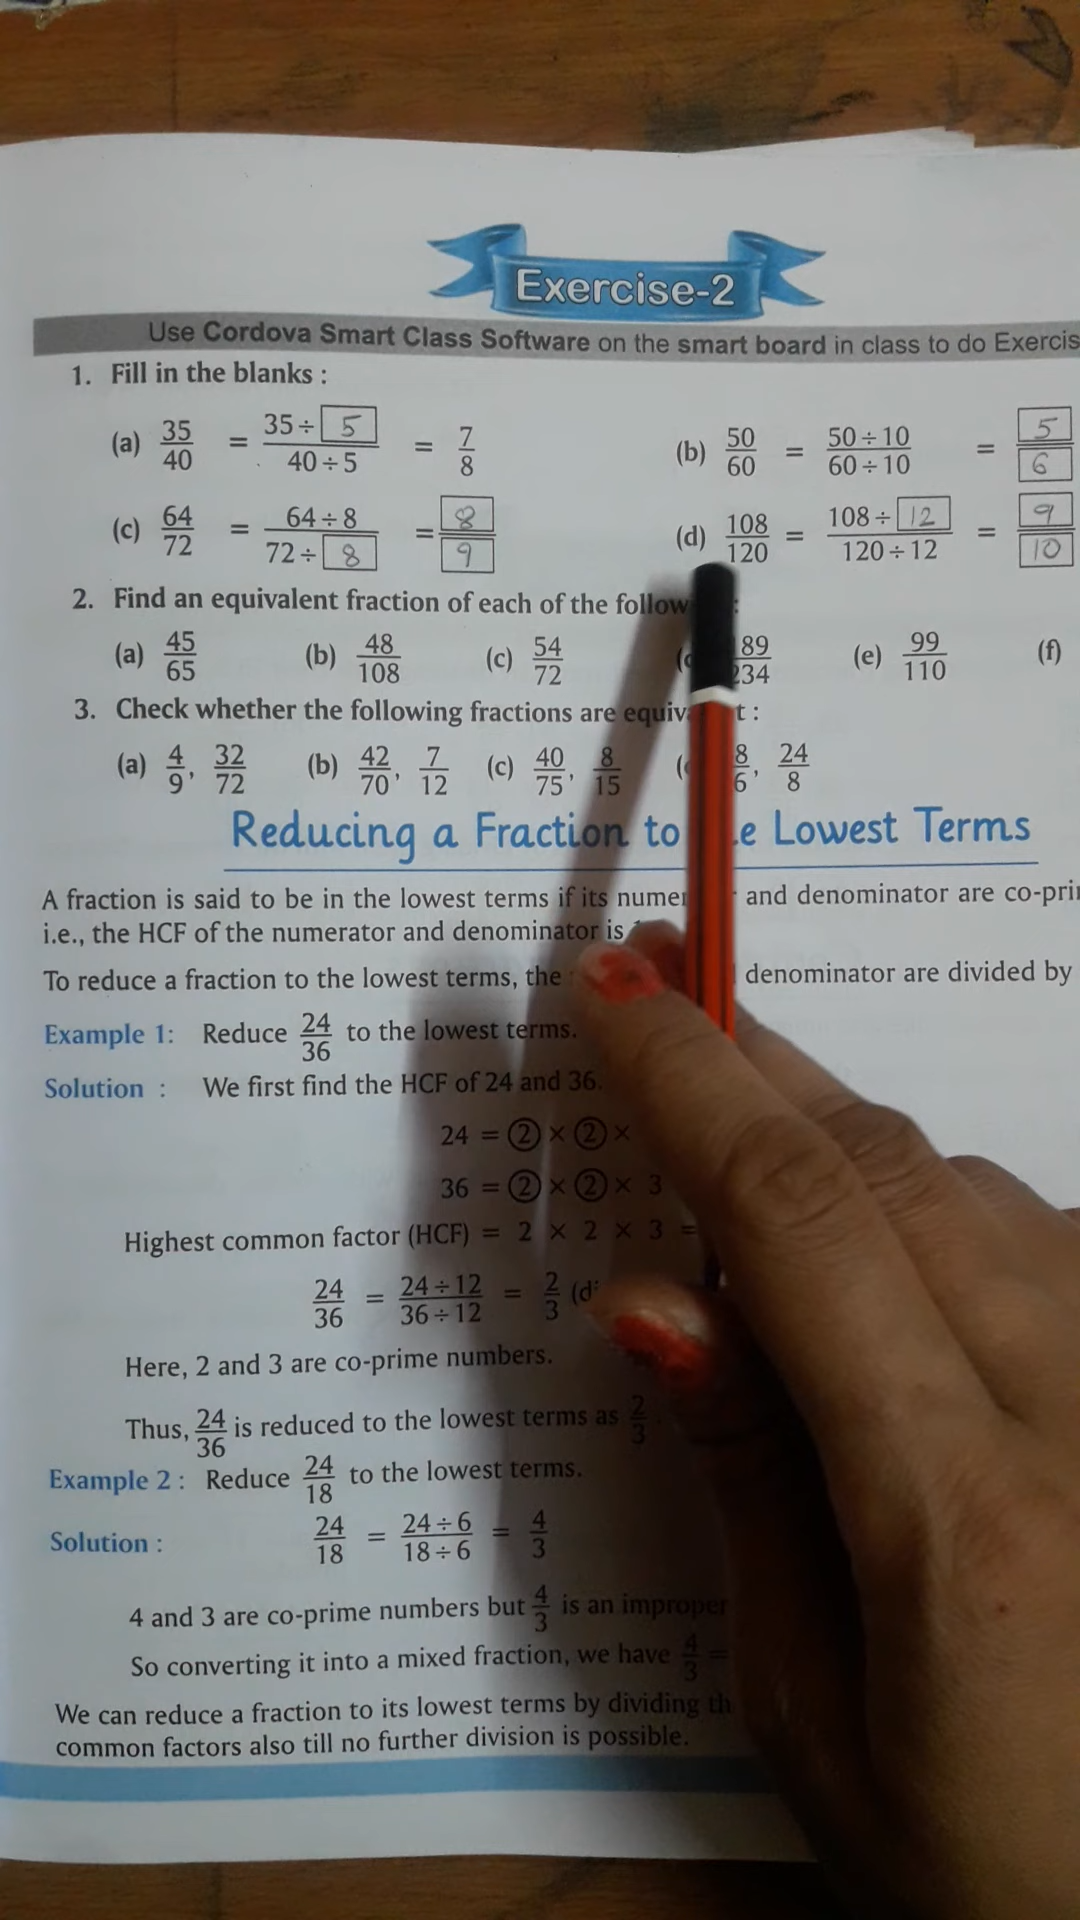 Exercise-2
Use Cordova Smart Class Software on the smart board in class to do Exercis
1. Fill in the blanks :
(a) 35/40 = 35 ÷ 5/40 ÷ 5 = 7/8 (b) 50/60 = 50 ÷ 10/60 ÷ 10 = 5/6
(c) 64/72 = 64 ÷ 8/72 ÷ 8 = 8/9 (d) 108/120 = 108 ÷ 12/120 ÷ 12 = 9/10
2. Find an equivalent fraction of each of the follow :
(a) 45/65 (b) 48/108 (c) 54/72 ( 89/234 (e) 99/110 (f)
3. Check whether the following fractions are equiv t :
(a) 4/9, 32/72 (b) 42/70, 7/12 (c) 40/75, 8/15 ( 8/6, 24/8
Reducing a Fraction to e Lowest Terms
A fraction is said to be in the lowest terms if its numer and denominator are co-pri
i.e., the HCF of the numerator and denominator is
To reduce a fraction to the lowest terms, the denominator are divided by
Example 1: Reduce 24/36 to the lowest terms.
Solution : We first find the HCF of 24 and 36.
24 = 2 × 2 ×
36 = 2 × 2 × 3
Highest common factor (HCF) = 2 × 2 × 3 =
24/36 = 24 ÷ 12/36 ÷ 12 = 2/3 (d
Here, 2 and 3 are co-prime numbers.
Thus, 24/36 is reduced to the lowest terms as 2/3.
Example 2 : Reduce 24/18 to the lowest terms.
Solution : 24/18 = 24 ÷ 6/18 ÷ 6 = 4/3
4 and 3 are co-prime numbers but 4/3 is an improper
So converting it into a mixed fraction, we have 4/3 =
We can reduce a fraction to its lowest terms by dividing th
common factors also till no further division is possible.